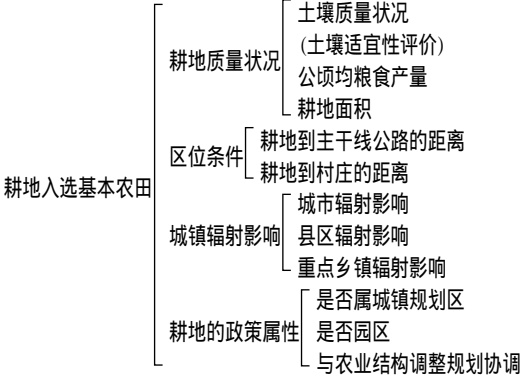 耕地入选基本农田
耕地质量状况
土壤质量状况
(土壤适宜性评价)
公顷均粮食产量
耕地面积
区位条件
耕地到主干线公路的距离
耕地到村庄的距离
城镇辐射影响
城市辐射影响
县区辐射影响
重点乡镇辐射影响
耕地的政策属性
是否属城镇规划区
是否园区
与农业结构调整规划协调